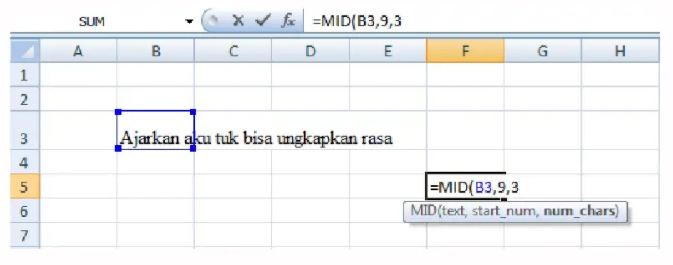 SUM =MID(B3,9,3
A B C D E F G H
1
2
3 Ajarkan aku tuk bisa ungkapkan rasa
4
5 =MID(B3,9,3
6 MID(text, start_num, num_chars)
7